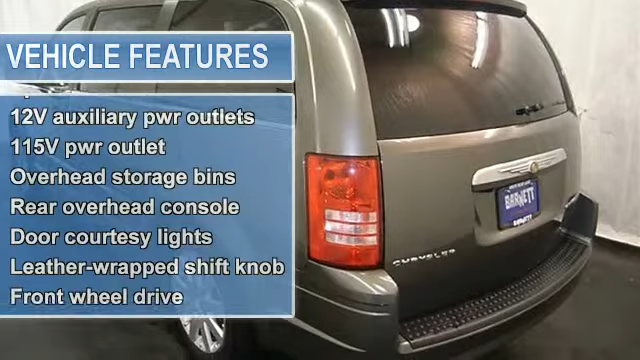 VEHICLE FEATURES
12V auxiliary pwr outlets
115V pwr outlet
Overhead storage bins
Rear overhead console
Door courtesy lights
Leather-wrapped shift knob
Front wheel drive
BARNETT
CHRYSLER